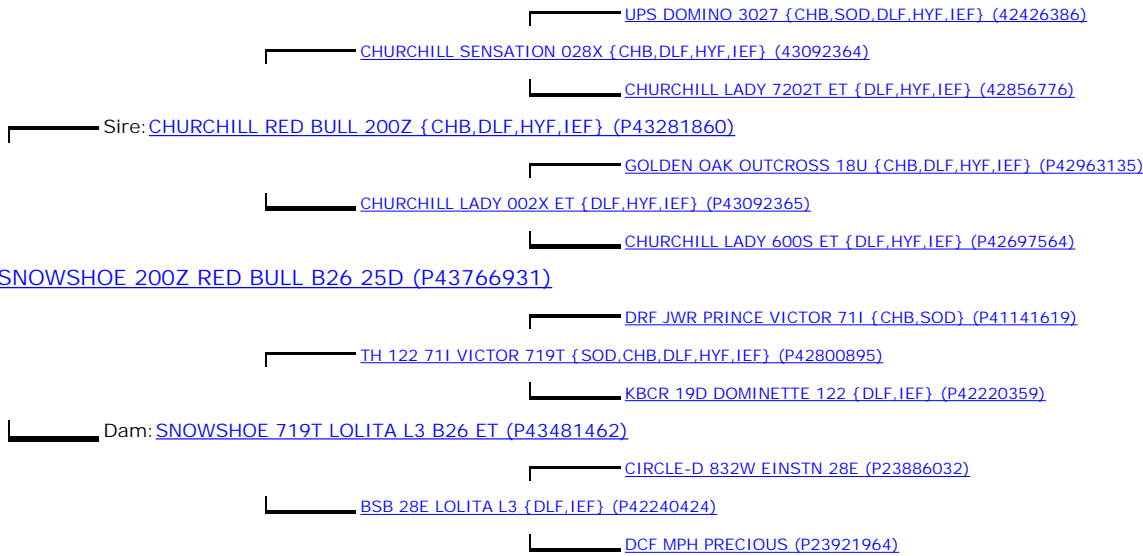 UPS DOMINO 3027 {CHB,SOD,DLF,HYF,IEF} (42426386)
CHURCHILL SENSATION 028X {CHB,DLF,HYF,IEF} (43092364)
CHURCHILL LADY 7202T ET {DLF,HYF,IEF} (42856776)
Sire: CHURCHILL RED BULL 200Z {CHB,DLF,HYF,IEF} (P43281860)
GOLDEN OAK OUTCROSS 18U {CHB,DLF,HYF,IEF} (P42963135)
CHURCHILL LADY 002X ET {DLF,HYF,IEF} (P43092365)
CHURCHILL LADY 600S ET {DLF,HYF,IEF} (P42697564)
SNOWSHOE 200Z RED BULL B26 25D (P43766931)
DRF JWR PRINCE VICTOR 71I {CHB,SOD} (P41141619)
TH 122 71I VICTOR 719T {SOD,CHB,DLF,HYF,IEF} (P42800895)
KBCR 19D DOMINETTE 122 {DLF,IEF} (P42220359)
Dam: SNOWSHOE 719T LOLITA L3 B26 ET (P43481462)
CIRCLE-D 832W EINSTN 28E (P23886032)
BSB 28E LOLITA L3 {DLF,IEF} (P42240424)
DCF MPH PRECIOUS (P23921964)